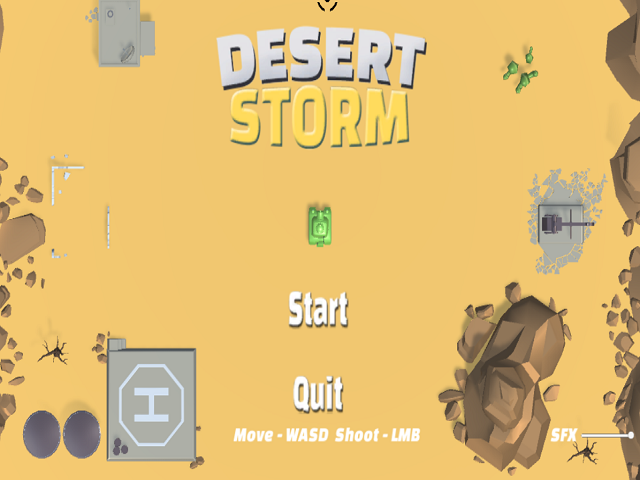 DESERT
STORM
Start
Quit
Move - WASD Shoot - LMB
SFX
H